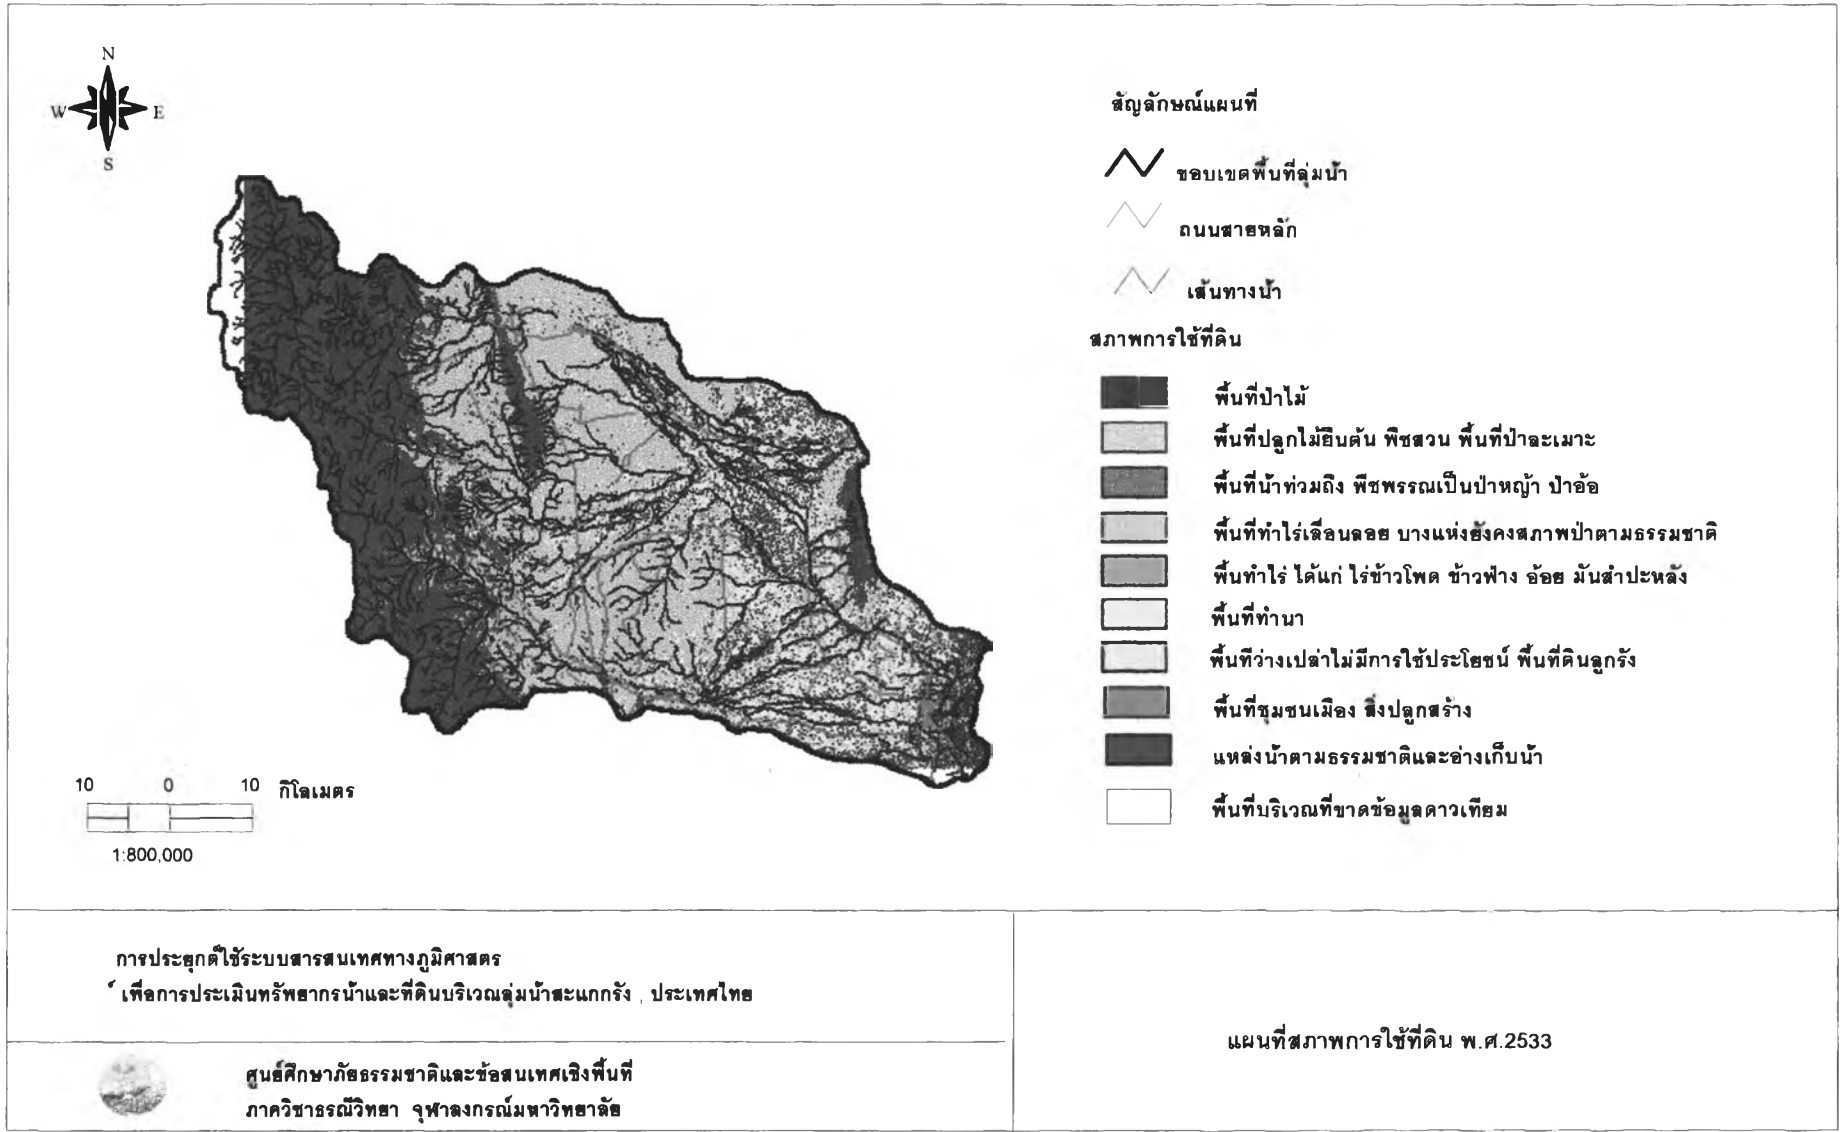 N
W E
S
สัญลักษณ์แผนที่
ขอบเขตพื้นที่ลุ่มน้ำ
ถนนสายหลัก
เส้นทางน้ำ
สภาพการใช้ที่ดิน
พื้นที่ป่าไม้
พื้นที่ปลูกไม้ยืนต้น พืชสวน พื้นที่ป่าละเมาะ
พื้นที่น้ำท่วมถึง พืชพรรณเป็นป่าหญ้า ป่าอ้อ
พื้นที่ทำไร่เลื่อนลอย บางแห่งยังคงสภาพป่าตามธรรมชาติ
พื้นทำไร่ ได้แก่ ไร่ข้าวโพด ข้าวฟ่าง อ้อย มันสำปะหลัง
พื้นที่ทำนา
พื้นที่ว่างเปล่าไม่มีการใช้ประโยชน์ พื้นที่ดินลูกรัง
พื้นที่ชุมชนเมือง สิ่งปลูกสร้าง
แหล่งน้ำตามธรรมชาติและอ่างเก็บน้ำ
พื้นที่บริเวณที่ขาดข้อมูลดาวเทียม
10 0 10 กิโลเมตร
1:800,000
การประยุกต์ใช้ระบบสารสนเทศทางภูมิศาสตร
์ เพื่อการประเมินทรัพยากรน้ำและที่ดินบริเวณลุ่มน้ำสะแกกรัง , ประเทศไทย
ศูนย์ศึกษาภัยธรรมชาติและข้อสนเทศเชิงพื้นที่
ภาควิชาธรณีวิทยา จุฬาลงกรณ์มหาวิทยาลัย
แผนที่สภาพการใช้ที่ดิน พ.ศ.2533